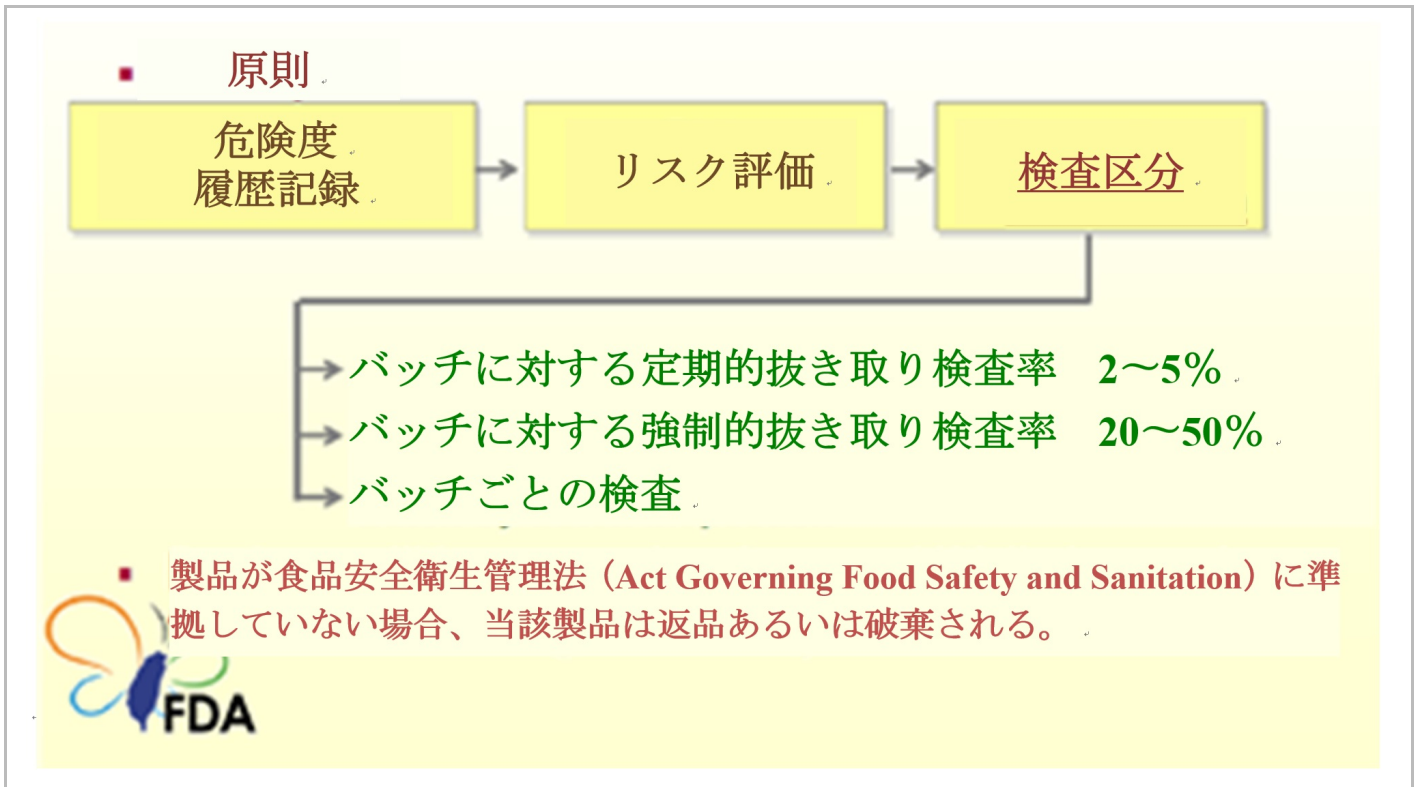 原則
危険度
履歴記録
リスク評価
検査区分
バッチに対する定期的抜き取り検査率 2～5%
バッチに対する強制的抜き取り検査率 20～50%
バッチごとの検査
製品が食品安全衛生管理法（Act Governing Food Safety and Sanitation）に準
拠していない場合、当該製品は返品あるいは破棄される。
FDA